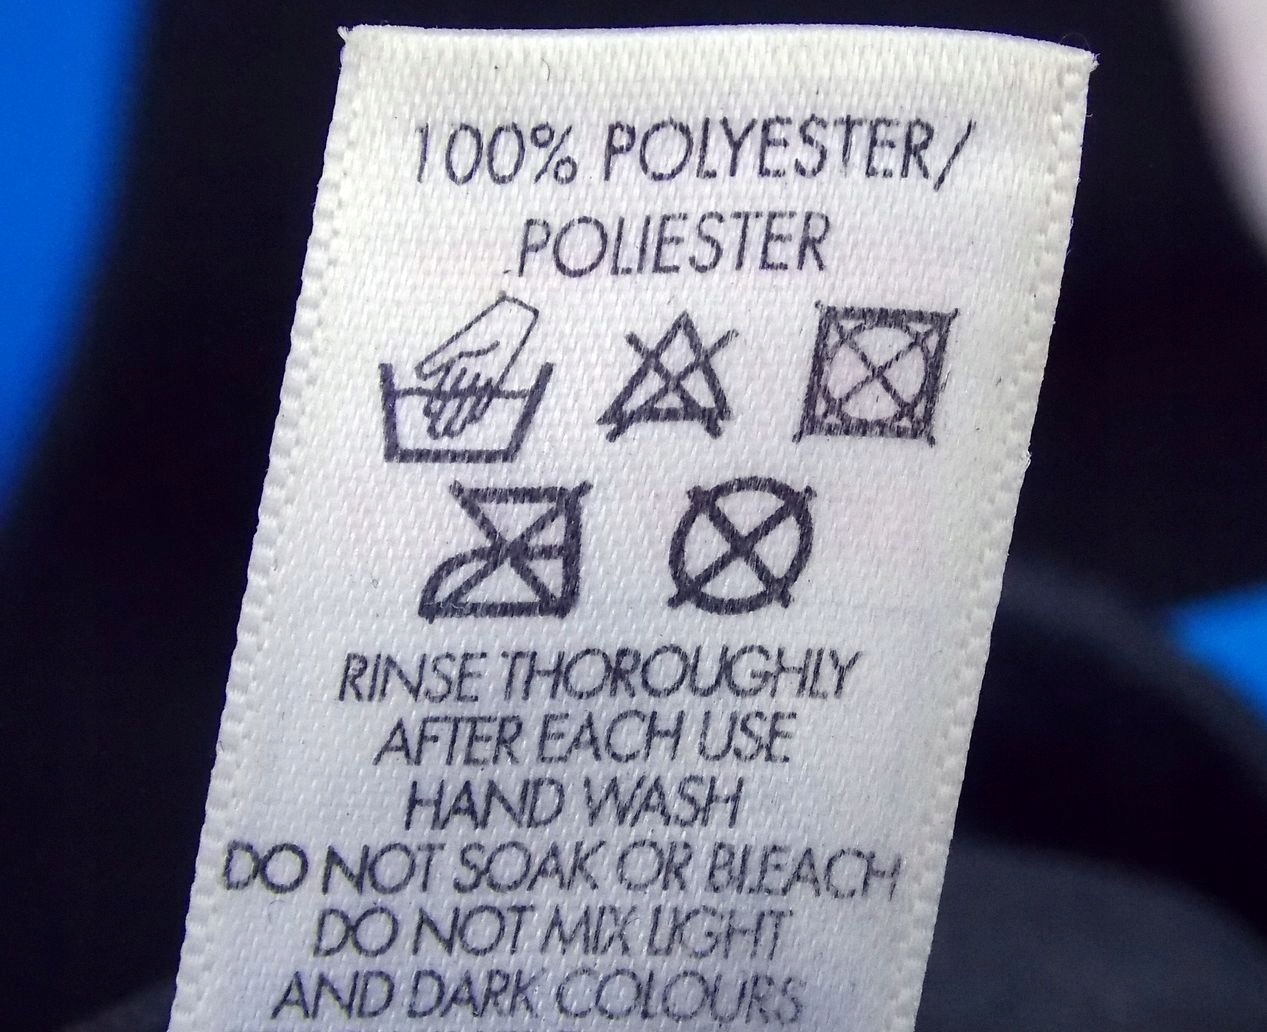 100% POLYESTER/
POLIESTER
RINSE THOROUGHLY
AFTER EACH USE
HAND WASH
DO NOT SOAK OR BLEACH
DO NOT MIX LIGHT
AND DARK COLOURS